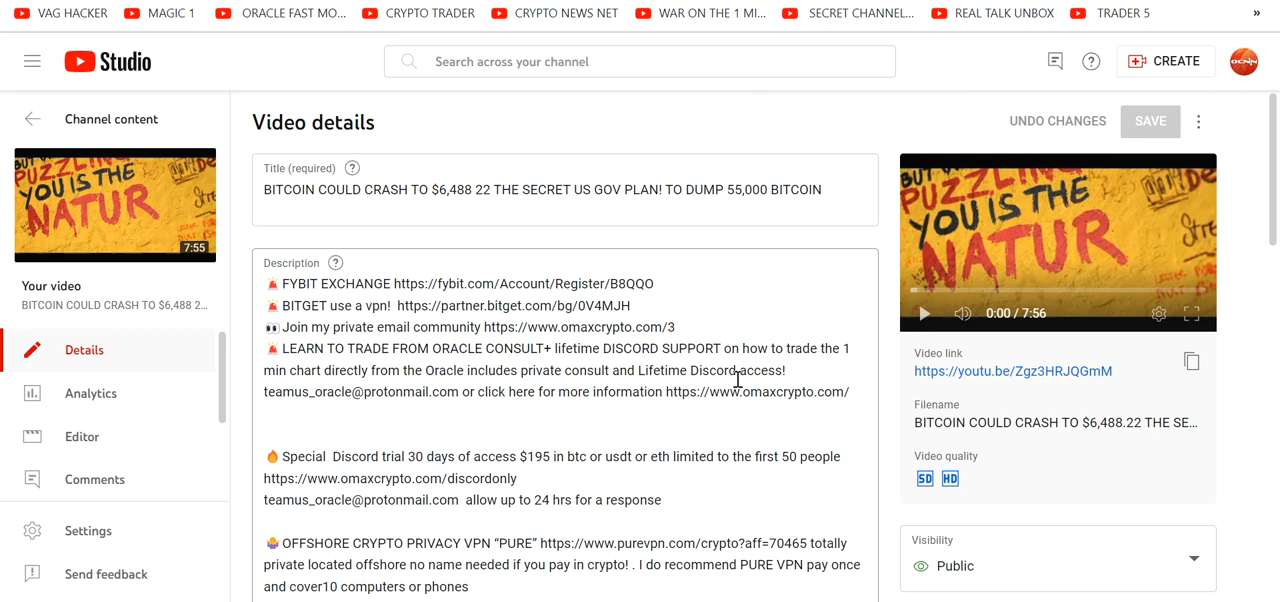 VAG HACKER MAGIC 1 ORACLE FAST MO... CRYPTO TRADER CRYPTO NEWS NET WAR ON THE 1 MI... SECRET CHANNEL... REAL TALK UNBOX TRADER 5 »
Studio
Search across your channel
CREATE
OCNN
Channel content
PUZZLING
YOU IS THE
NATUR
7:55
Your video
BITCOIN COULD CRASH TO $6,488 2...
Details
Analytics
Editor
Comments
Settings
Send feedback
Video details
UNDO CHANGES
SAVE
Title (required)
BITCOIN COULD CRASH TO $6,488 22 THE SECRET US GOV PLAN! TO DUMP 55,000 BITCOIN
Description
🚨 FYBIT EXCHANGE https://fybit.com/Account/Register/B8QQO
🚨 BITGET use a vpn!  https://partner.bitget.com/bg/0V4MJH
👀 Join my private email community https://www.omaxcrypto.com/3
🚨 LEARN TO TRADE FROM ORACLE CONSULT+ lifetime DISCORD SUPPORT on how to trade the 1
min chart directly from the Oracle includes private consult and Lifetime Discord access!
teamus_oracle@protonmail.com or click here for more information https://www.omaxcrypto.com/
🔥 Special  Discord trial 30 days of access $195 in btc or usdt or eth limited to the first 50 people
https://www.omaxcrypto.com/discordonly
teamus_oracle@protonmail.com  allow up to 24 hrs for a response
🤷 OFFSHORE CRYPTO PRIVACY VPN “PURE” https://www.purevpn.com/crypto?aff=70465 totally
private located offshore no name needed if you pay in crypto! . I do recommend PURE VPN pay once
and cover10 computers or phones
PUZZLING
YOU IS THE
NATUR
0:00 / 7:56
Video link
https://youtu.be/Zgz3HRJQGmM
Filename
BITCOIN COULD CRASH TO $6,488.22 THE SE...
Video quality
SD HD
Visibility
Public